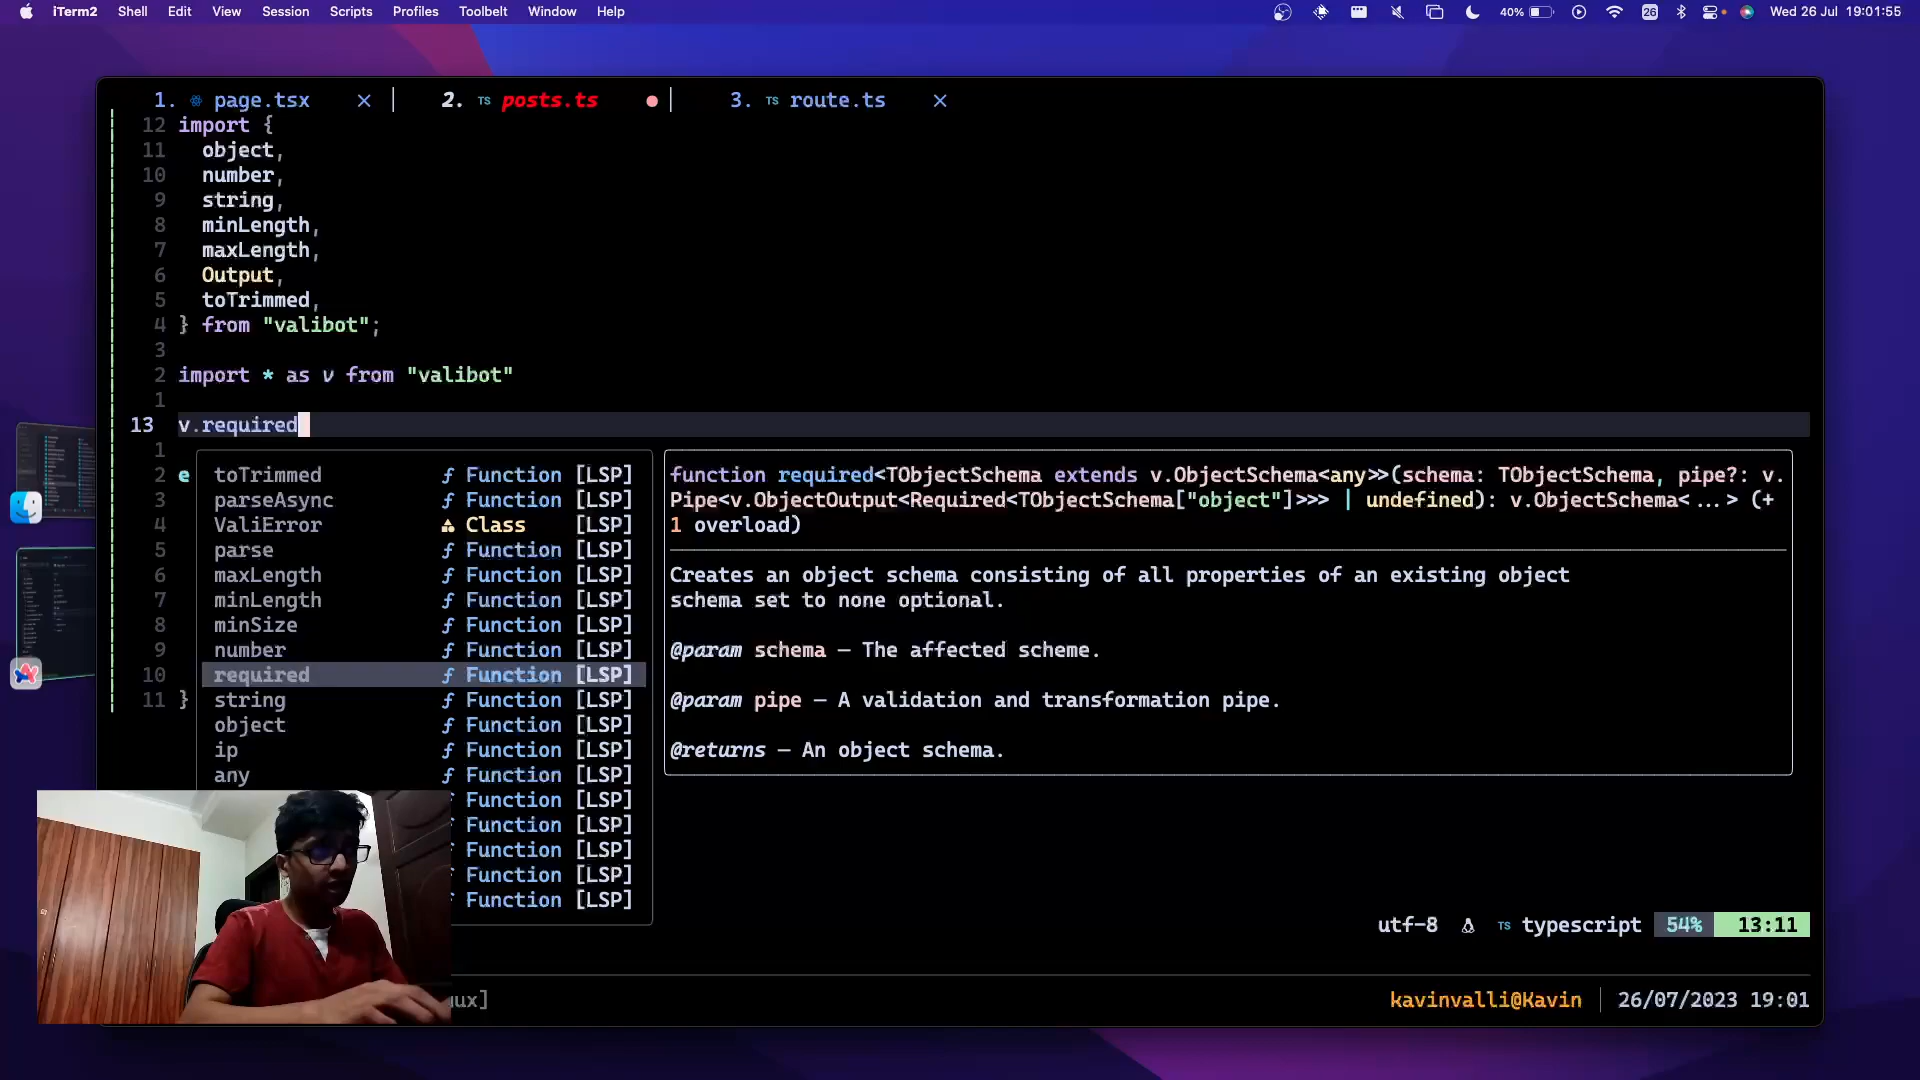 iTerm2 Shell Edit View Session Scripts Profiles Toolbelt Window Help 40% 26 Wed 26 Jul 19:01:55
1. page.tsx × 2. TS posts.ts ● 3. TS route.ts ×
12 import {
11 object,
10 number,
9 string,
8 minLength,
7 maxLength,
6 Output,
5 toTrimmed,
4 } from "valibot";
3
2 import * as v from "valibot"
1
13 v.required
1
2 e toTrimmed ƒ Function [LSP]
3 parseAsync ƒ Function [LSP]
4 ValiError Class [LSP]
5 parse ƒ Function [LSP]
6 maxLength ƒ Function [LSP]
7 minLength ƒ Function [LSP]
8 minSize ƒ Function [LSP]
9 number ƒ Function [LSP]
10 required ƒ Function [LSP]
11 } string ƒ Function [LSP]
object ƒ Function [LSP]
ip ƒ Function [LSP]
any ƒ Function [LSP]
Function [LSP]
Function [LSP]
Function [LSP]
Function [LSP]
Function [LSP]
function required<TObjectSchema extends v.ObjectSchema<any>>(schema: TObjectSchema, pipe?: v.
Pipe<v.ObjectOutput<Required<TObjectSchema["object"]>>> | undefined): v.ObjectSchema<...> (+
1 overload)
Creates an object schema consisting of all properties of an existing object
schema set to none optional.
@param schema — The affected scheme.
@param pipe — A validation and transformation pipe.
@returns — An object schema.
utf-8 TS typescript 54% 13:11
ux] kavinvalli@Kavin 26/07/2023 19:01